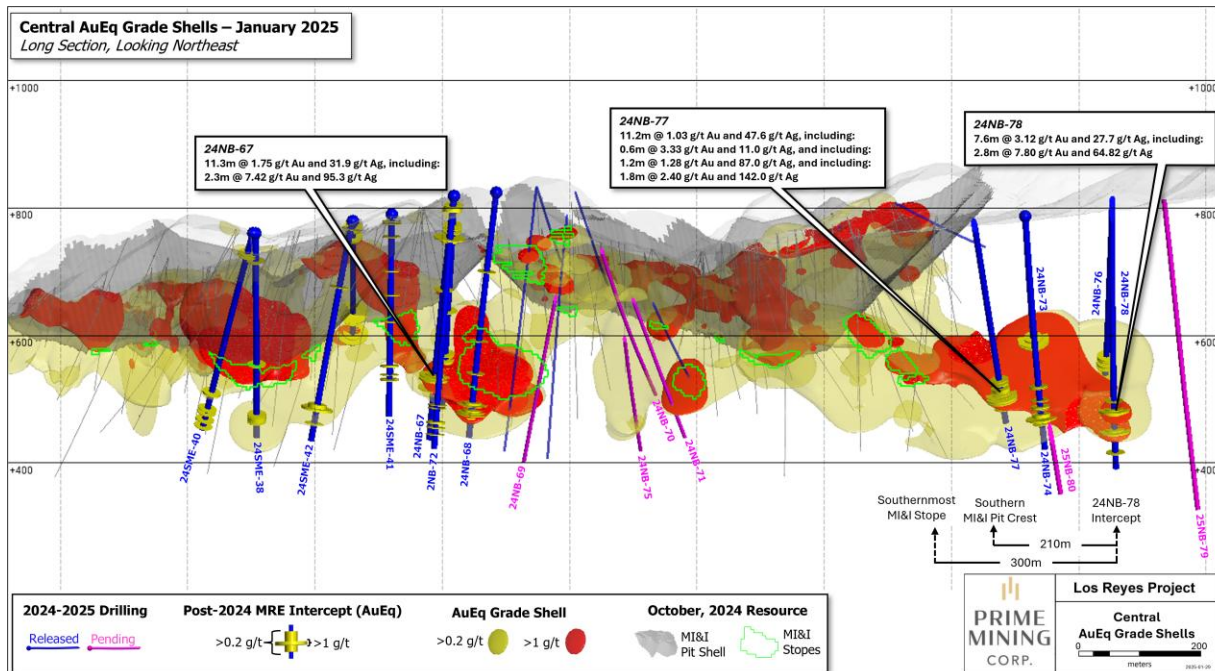 Central AuEq Grade Shells – January 2025
Long Section, Looking Northeast
+1000
+1000
+800
+800
+600
+600
+400
+400
24NB-67
11.3m @ 1.75 g/t Au and 31.9 g/t Ag, including:
2.3m @ 7.42 g/t Au and 95.3 g/t Ag
24NB-77
11.2m @ 1.03 g/t Au and 47.6 g/t Ag, including:
0.6m @ 3.33 g/t Au and 11.0 g/t Ag, including:
1.2m @ 1.28 g/t Au and 87.0 g/t Ag, and including:
1.8m @ 2.40 g/t Au and 142.0 g/t Ag
24NB-78
7.6m @ 3.12 g/t Au and 27.7 g/t Ag, including:
2.8m @ 7.80 g/t Au and 64.82 g/t Ag
24SME-40
24SME-38
24SME-42
24SME-41
24NB-67
2NB-72
24NB-68
24NB-69
24NB-75
24NB-70
24NB-71
24NB-77
24NB-73
24NB-74
25NB-80
24NB-76
24NB-78
25NB-79
Southernmost
MI&I Stope
Southern
MI&I Pit Crest
24NB-78
Intercept
210m
300m
2024-2025 Drilling
Released
Pending
Post-2024 MRE Intercept (AuEq)
>0.2 g/t
>1 g/t
AuEq Grade Shell
>0.2 g/t
>1 g/t
October, 2024 Resource
MI&I
Pit Shell
MI&I
Stopes
PRIME
MINING
CORP.
Los Reyes Project
Central
AuEq Grade Shells
0
200
meters
2025-01-20